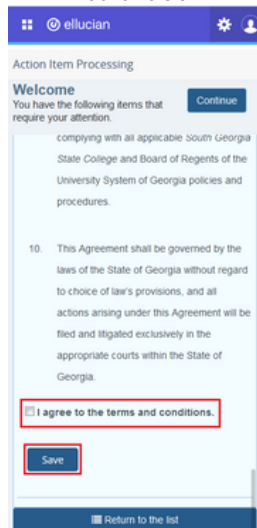 ellucian
Action Item Processing
Welcome
You have the following items that
require your attention.
Continue
complying with all applicable South Georgia
State College and Board of Regents of the
University System of Georgia policies and
procedures.
10. This Agreement shall be governed by the
laws of the State of Georgia without regard
to choice of law's provisions, and all
actions arising under this Agreement will be
filed and litigated exclusively in the
appropriate courts within the State of
Georgia.
I agree to the terms and conditions.
Save
Return to the list